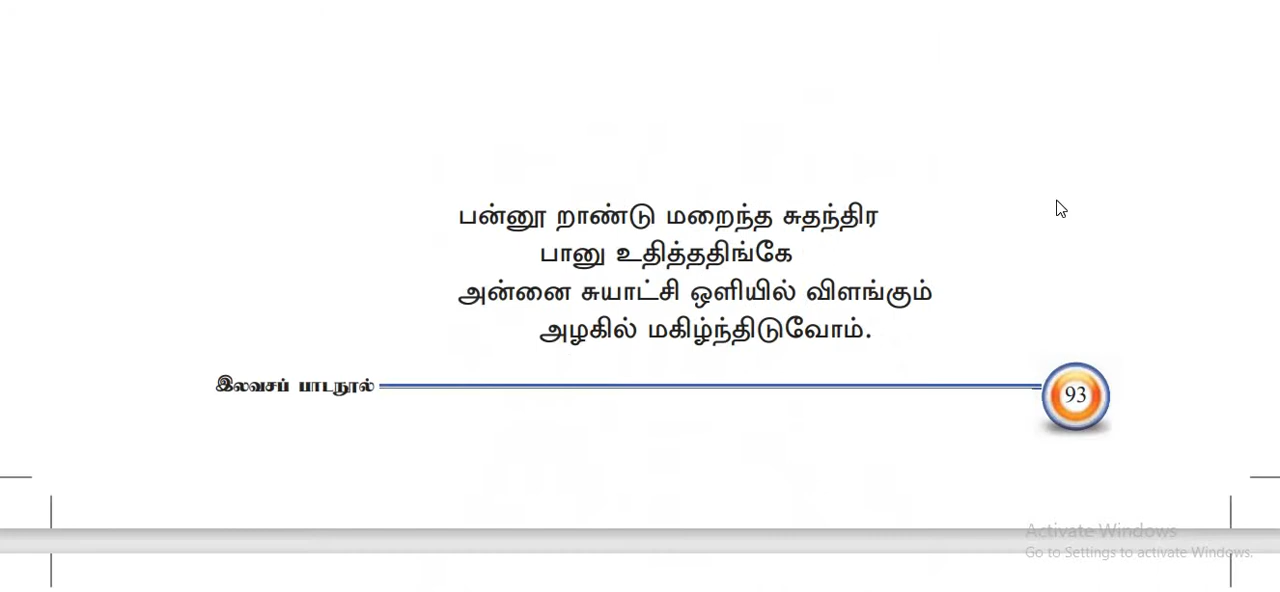 பன்னூ றாண்டு மறைந்த சுதந்திர
பானு உதித்ததிங்கே
அன்னை சுயாட்சி ஒளியில் விளங்கும்
அழகில் மகிழ்ந்திடுவோம்.
இலவசப் பாடநூல்
93
Activate Windows
Go to Settings to activate Windows.